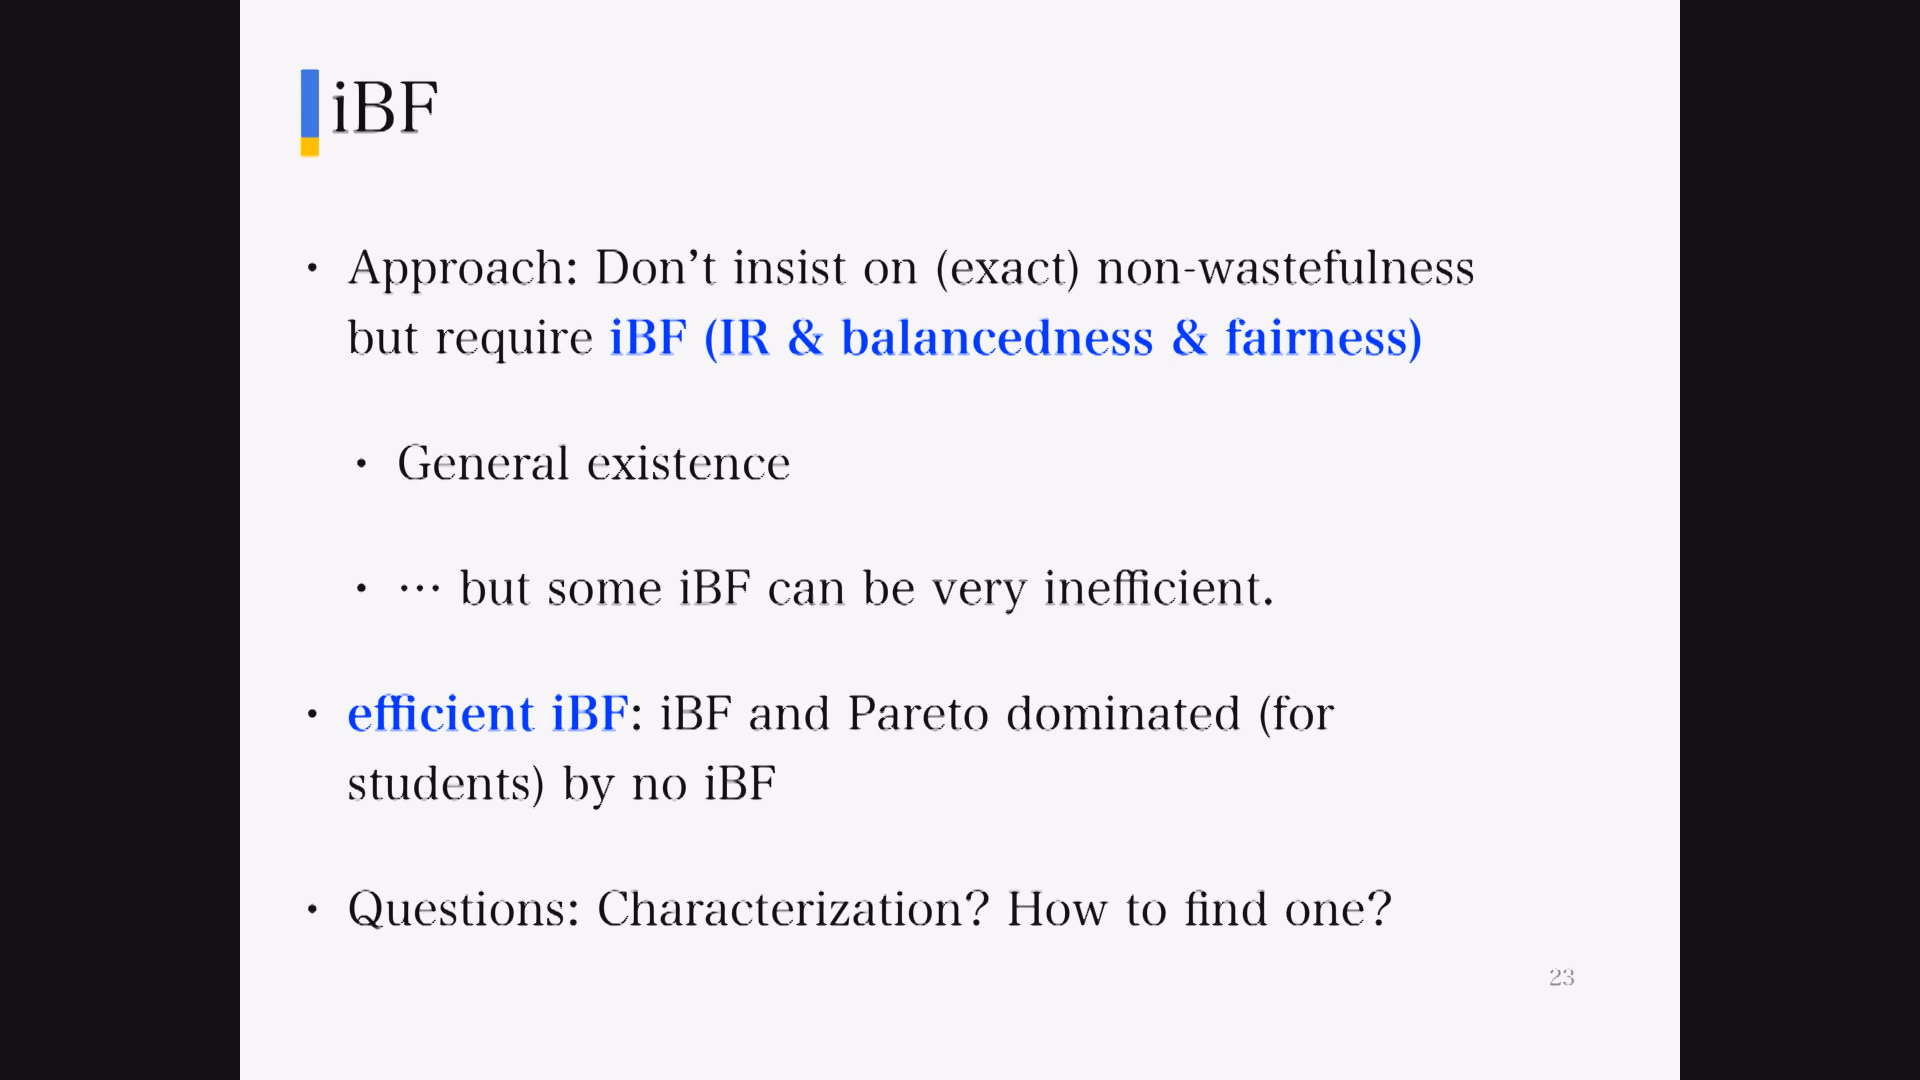 iBF
• Approach: Don’t insist on (exact) non-wastefulness
but require iBF (IR & balancedness & fairness)
• General existence
• … but some iBF can be very inefficient.
• efficient iBF: iBF and Pareto dominated (for
students) by no iBF
• Questions: Characterization? How to find one?
23